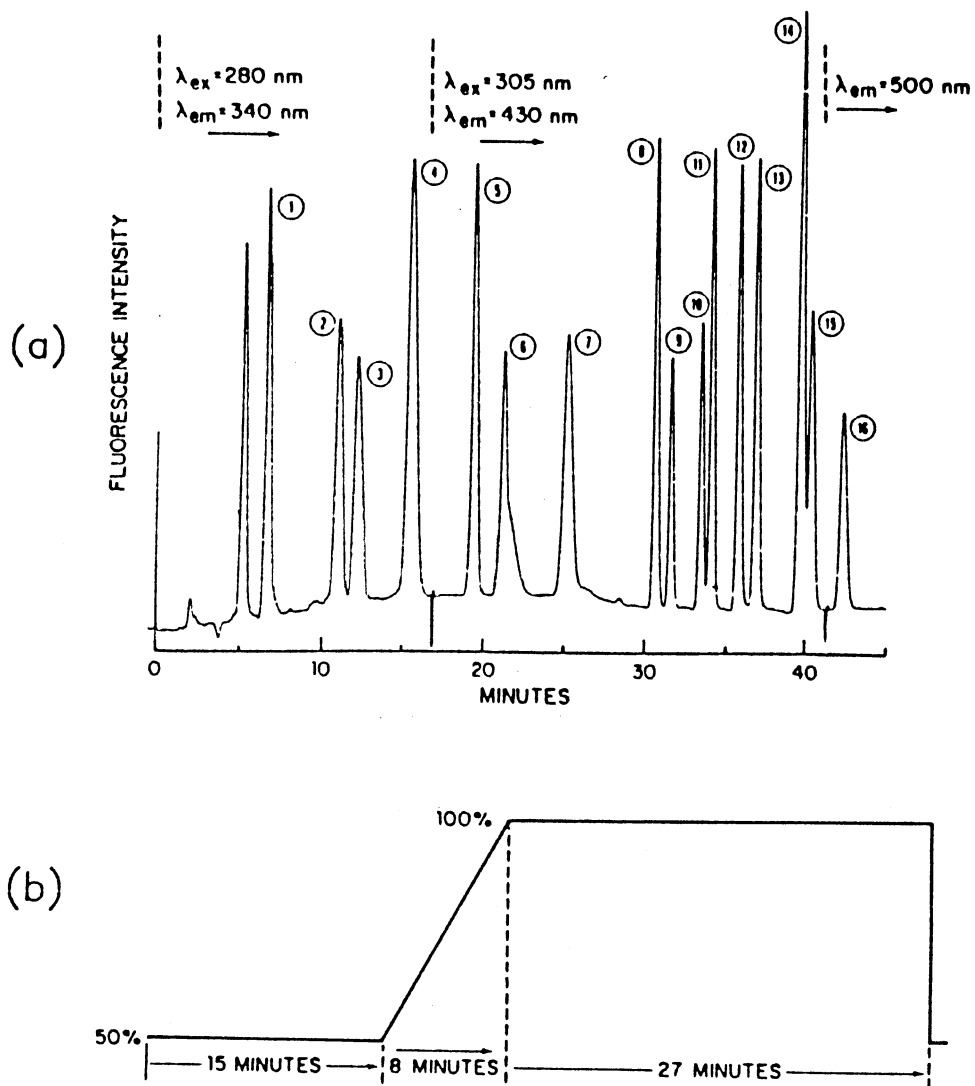 λex=280 nm
λem=340 nm
λex=305 nm
λem=430 nm
λem=500 nm
(a)
FLUORESCENCE INTENSITY
1
2
3
4
5
6
7
8
9
10
11
12
13
14
15
16
0
10
20
30
40
MINUTES
(b)
100%
50%
15 MINUTES
8 MINUTES
27 MINUTES